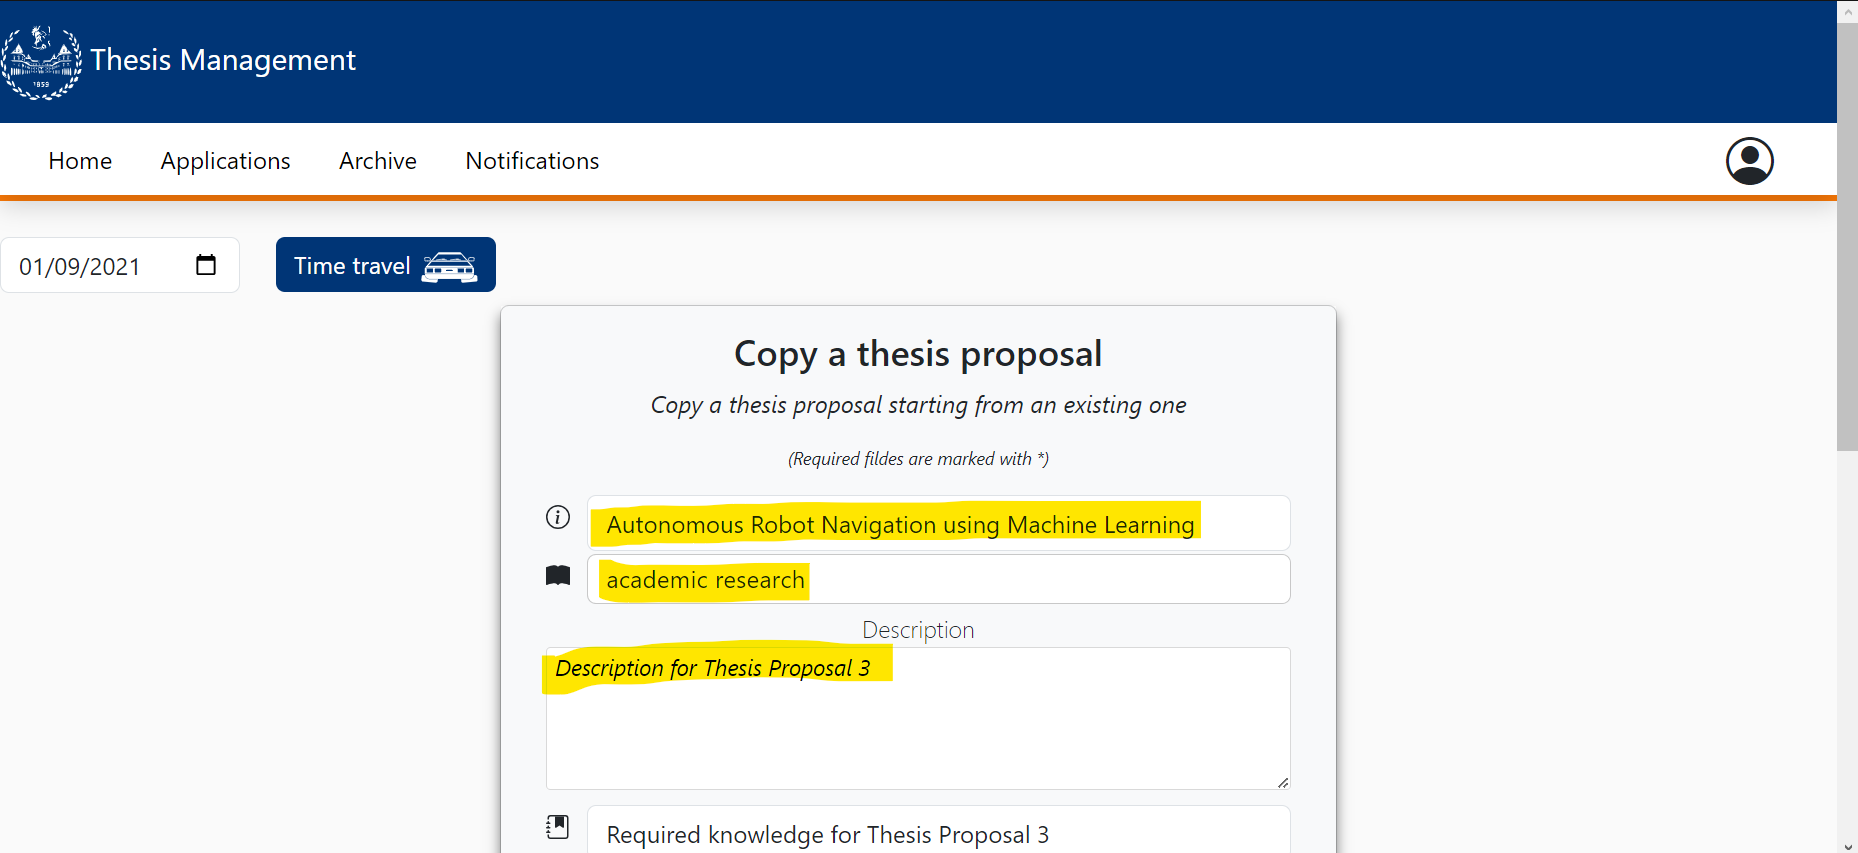 1859
Thesis Management
Home Applications Archive Notifications
01/09/2021
Time travel
Copy a thesis proposal
Copy a thesis proposal starting from an existing one
(Required fildes are marked with *)
Autonomous Robot Navigation using Machine Learning
academic research
Description
Description for Thesis Proposal 3
Required knowledge for Thesis Proposal 3